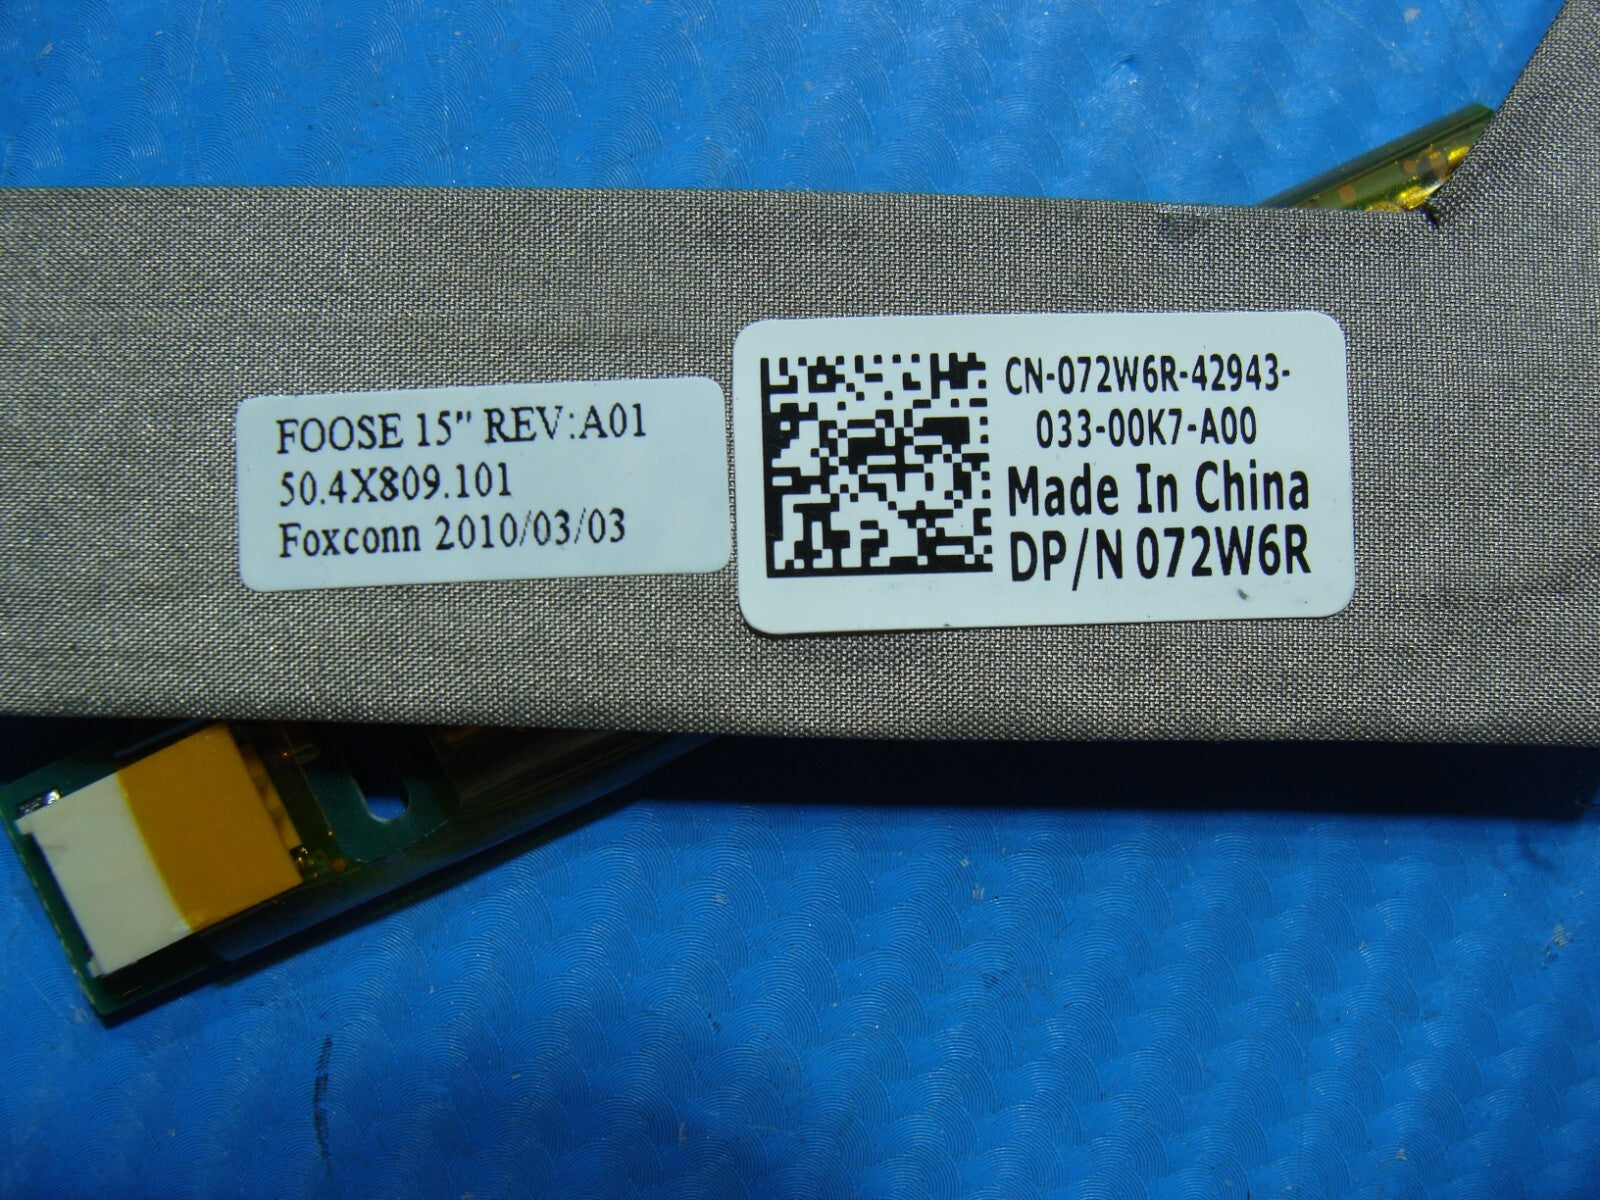 FOOSE 15" REV:A01
50.4X809.101
Foxconn 2010/03/03
CN-072W6R-42943-
033-00K7-A00
Made In China
DP/N 072W6R